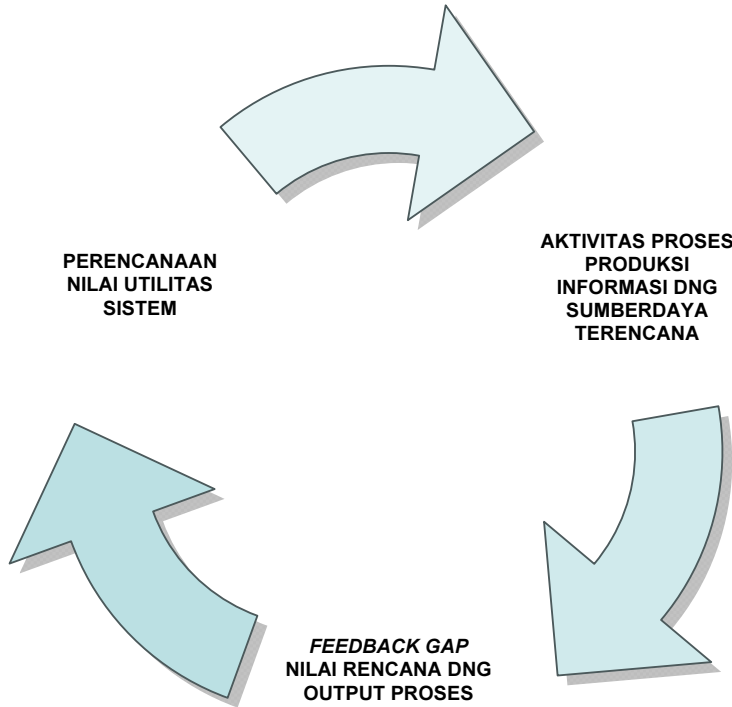 PERENCANAAN
NILAI UTILITAS
SISTEM
AKTIVITAS PROSES
PRODUKSI
INFORMASI DNG
SUMBERDAYA
TERENCANA
FEEDBACK GAP
NILAI RENCANA DNG
OUTPUT PROSES